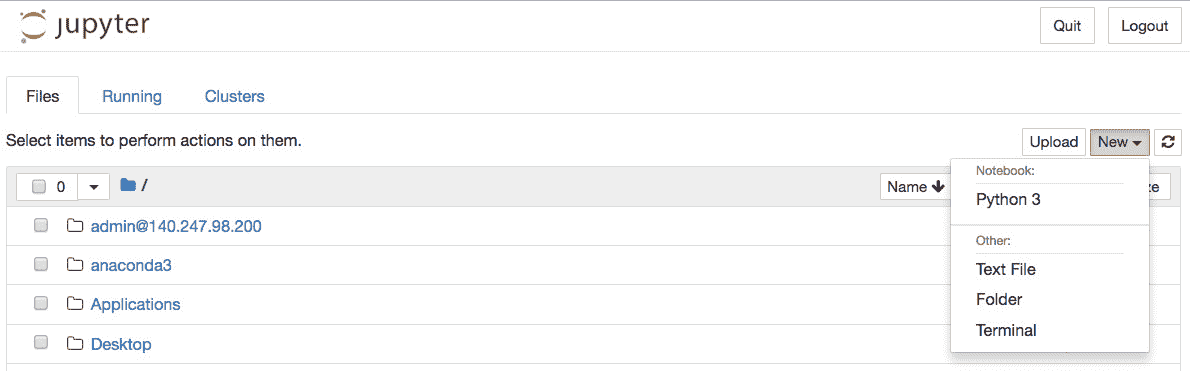 jupyter
Quit
Logout
Files
Running
Clusters
Select items to perform actions on them.
Upload
New
0
/
Name
ze
Notebook:
Python 3
Other:
Text File
Folder
Terminal
admin@140.247.98.200
anaconda3
Applications
Desktop